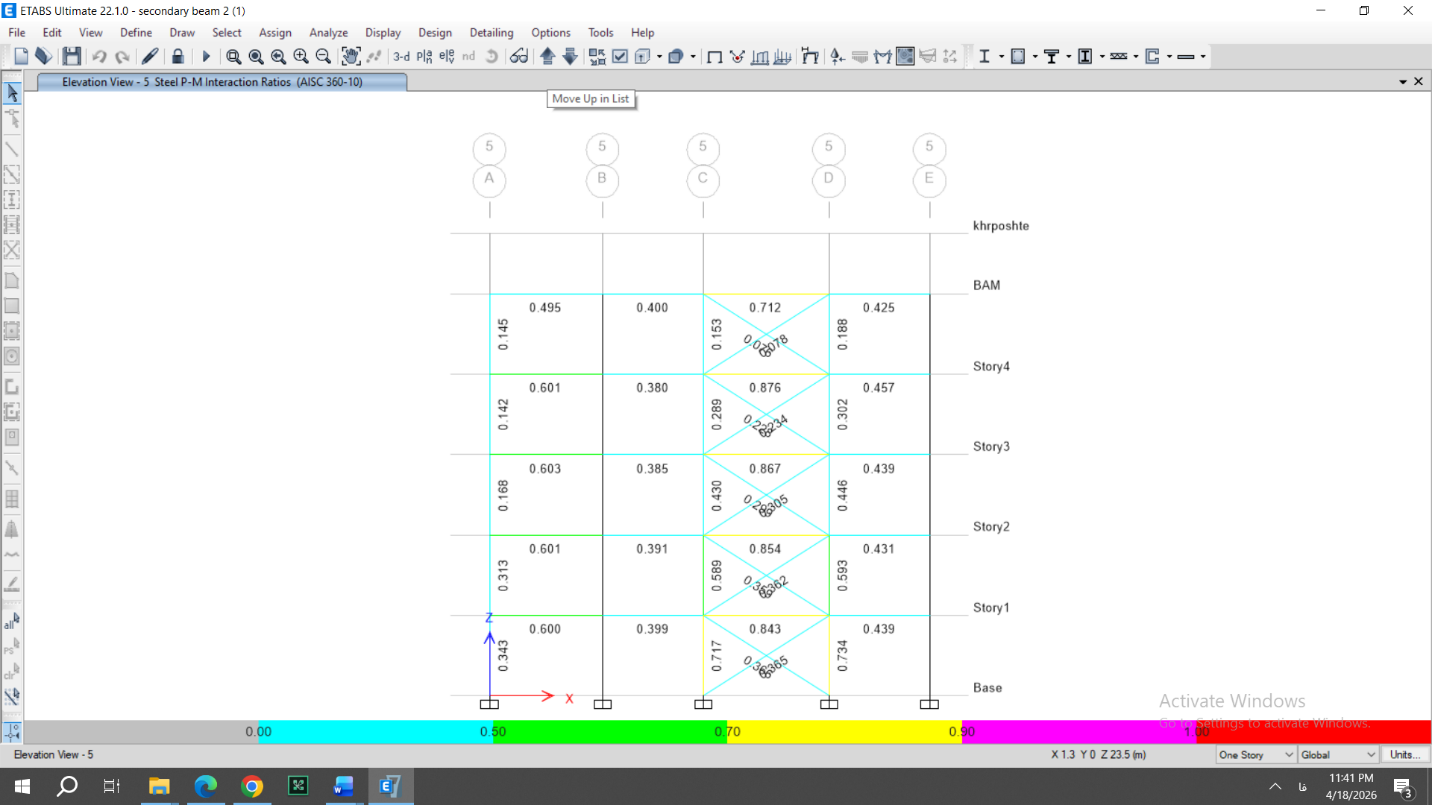 ETABS Ultimate 22.1.0 - secondary beam 2 (1)
File Edit View Define Draw Select Assign Analyze Display Design Detailing Options Tools Help
3-d pla ele nd
Elevation View - 5 Steel P-M Interaction Ratios (AISC 360-10)
Move Up in List
5 5 5 5 5
A B C D E
khrposhte
BAM
0.495 0.400 0.712 0.425
0.145 0.153 0.188
Story4
0.601 0.380 0.876 0.457
0.142 0.289 0.302
Story3
0.603 0.385 0.867 0.439
0.168 0.430 0.446
Story2
0.601 0.391 0.854 0.431
0.313 0.589 0.593
Story1
Z
0.600 0.399 0.843 0.439
0.343 0.717 0.734
Base
X
Activate Windows
Go to Settings to activate Windows.
0.00 0.50 0.70 0.90 1.00
Elevation View - 5
X 1.3 Y 0 Z 23.5 (m)
One Story Global Units...
all
ps
clr
فا
11:41 PM
4/18/2026
3